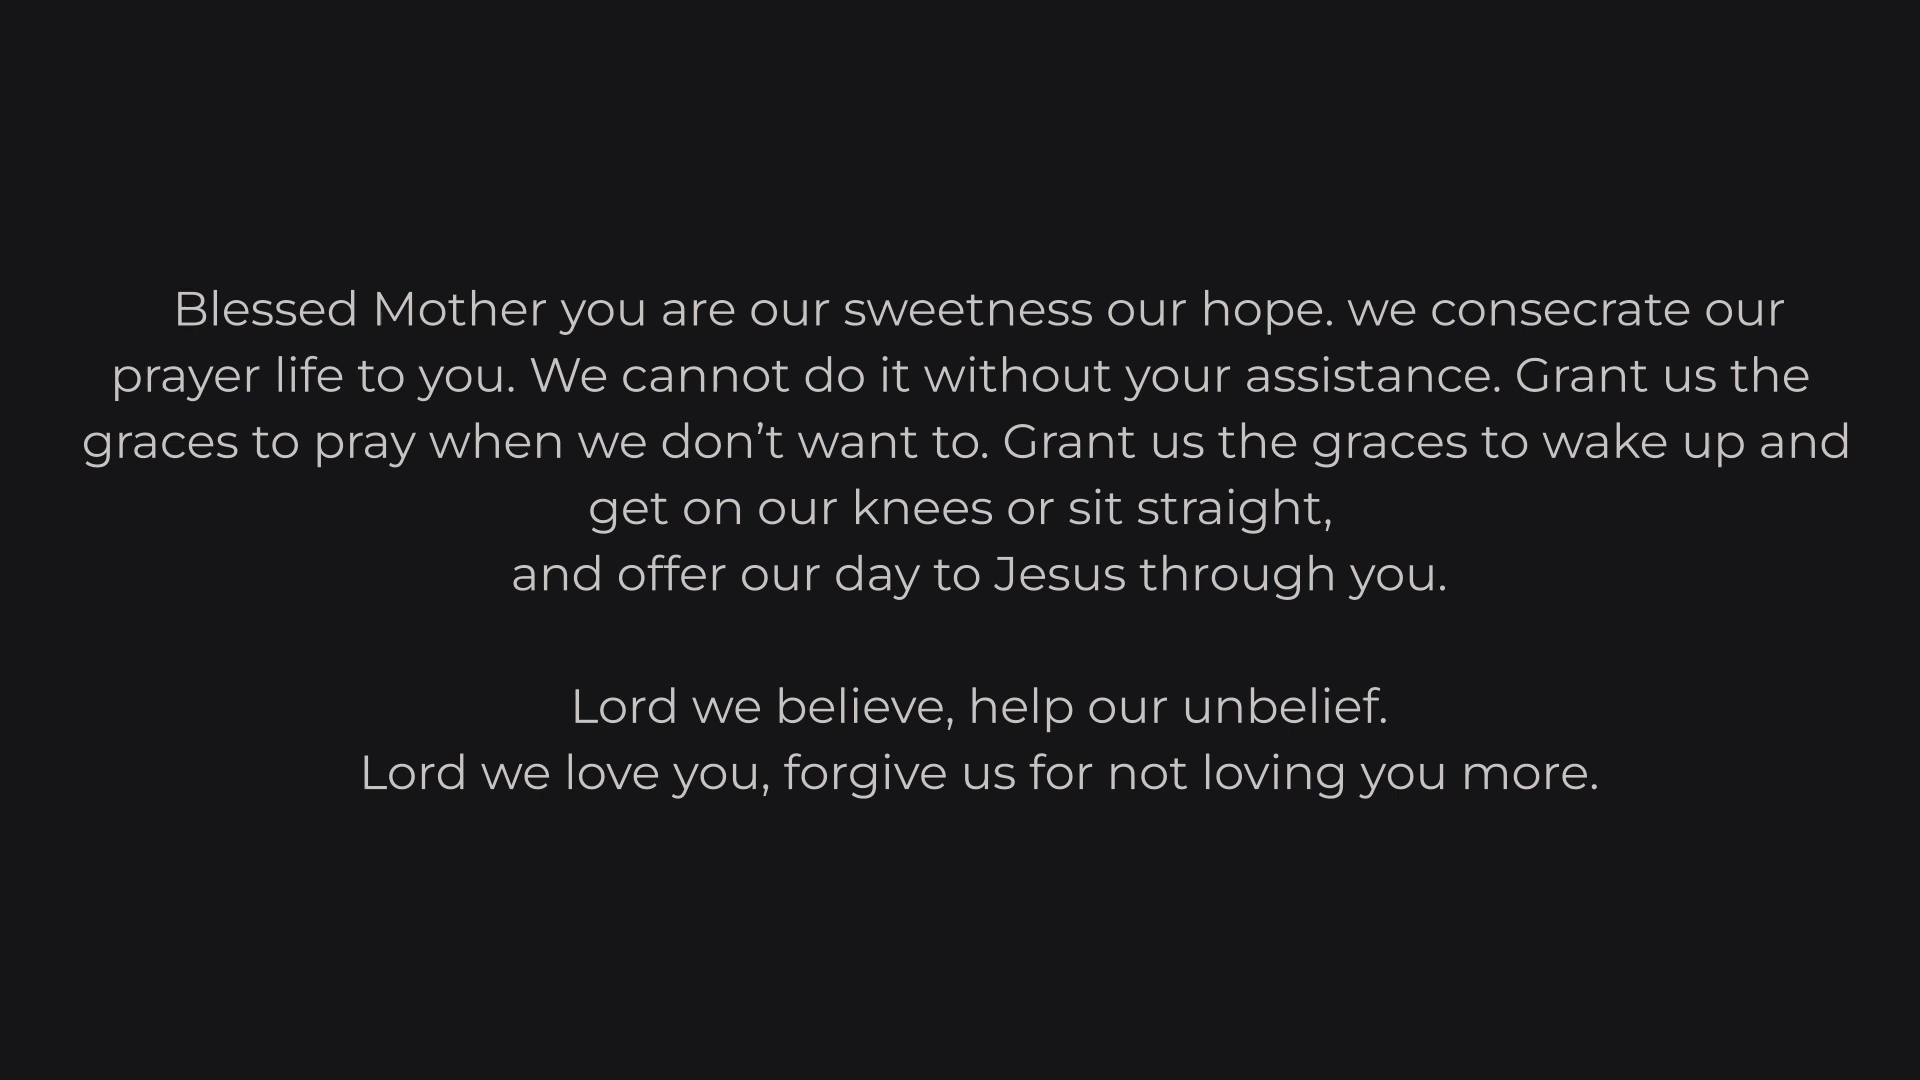 Blessed Mother you are our sweetness our hope. we consecrate our
prayer life to you. We cannot do it without your assistance. Grant us the
graces to pray when we don’t want to. Grant us the graces to wake up and
get on our knees or sit straight,
and offer our day to Jesus through you.
Lord we believe, help our unbelief.
Lord we love you, forgive us for not loving you more.